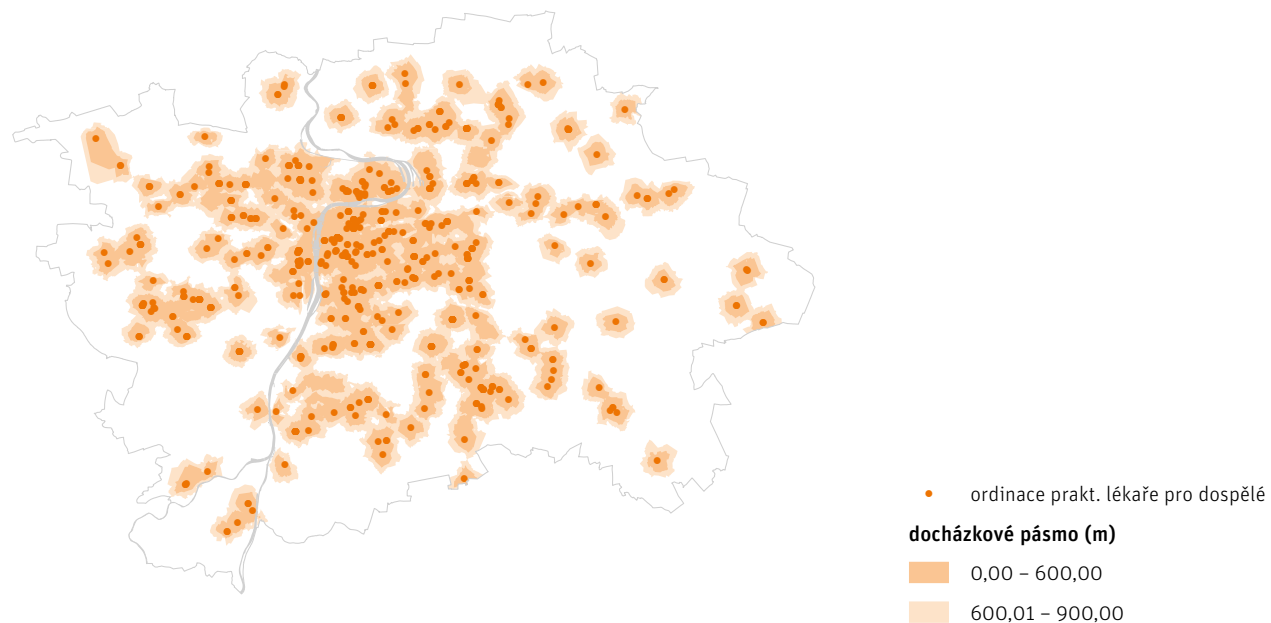 ordinace prakt. lékaře pro dospělé
docházkové pásmo (m)
0,00 – 600,00
600,01 – 900,00